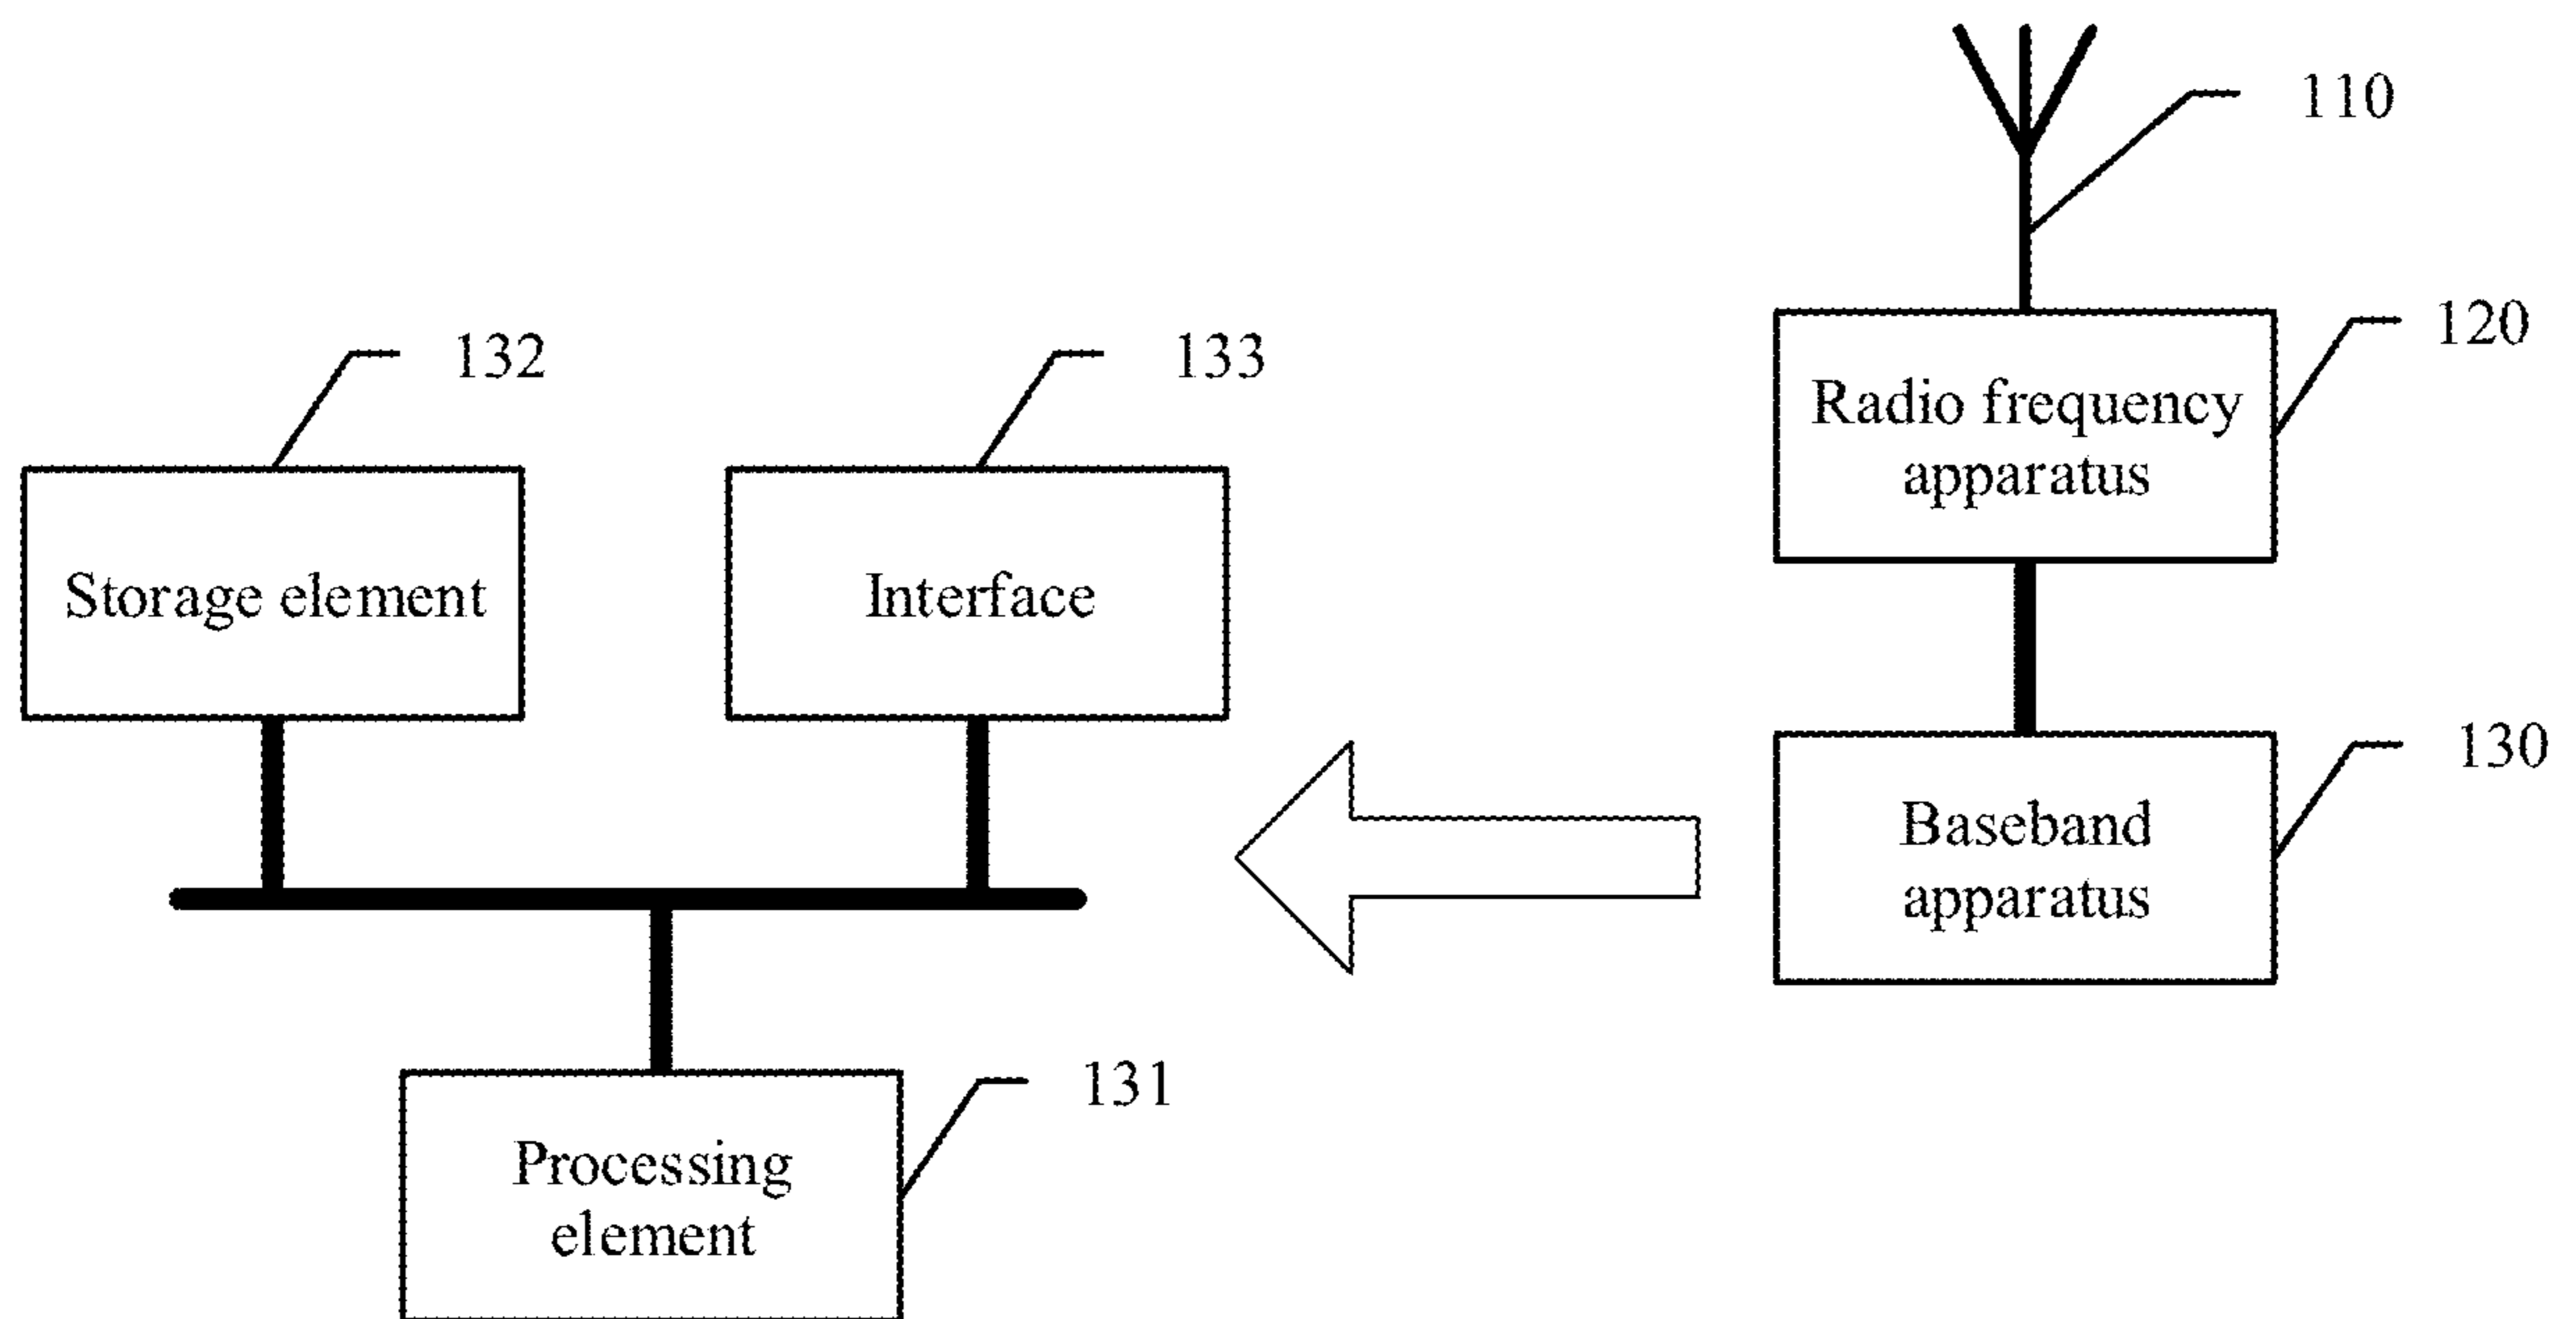 110
120
Radio frequency
apparatus
132
133
Storage element
Interface
130
Baseband
apparatus
131
Processing
element